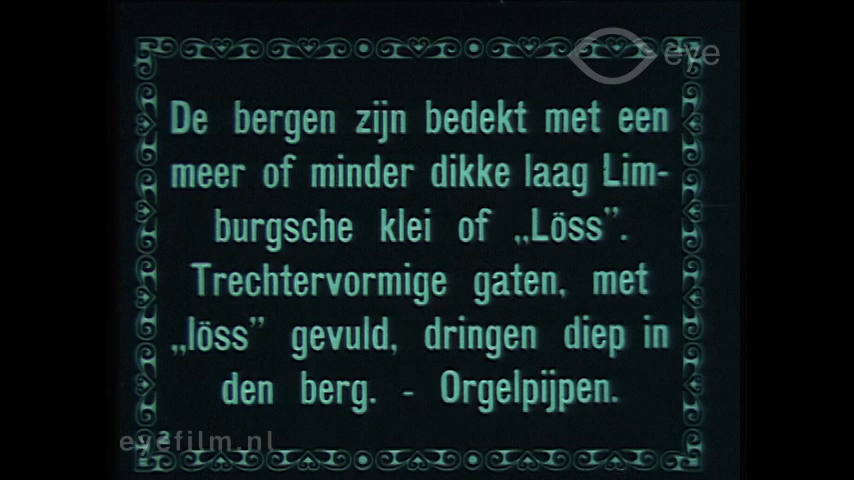 eye
De bergen zijn bedekt met een
meer of minder dikke laag Lim-
burgsche klei of „Löss”.
Trechtervormige gaten, met
„löss” gevuld, dringen diep in
den berg. - Orgelpijpen.
eyefilm.nl